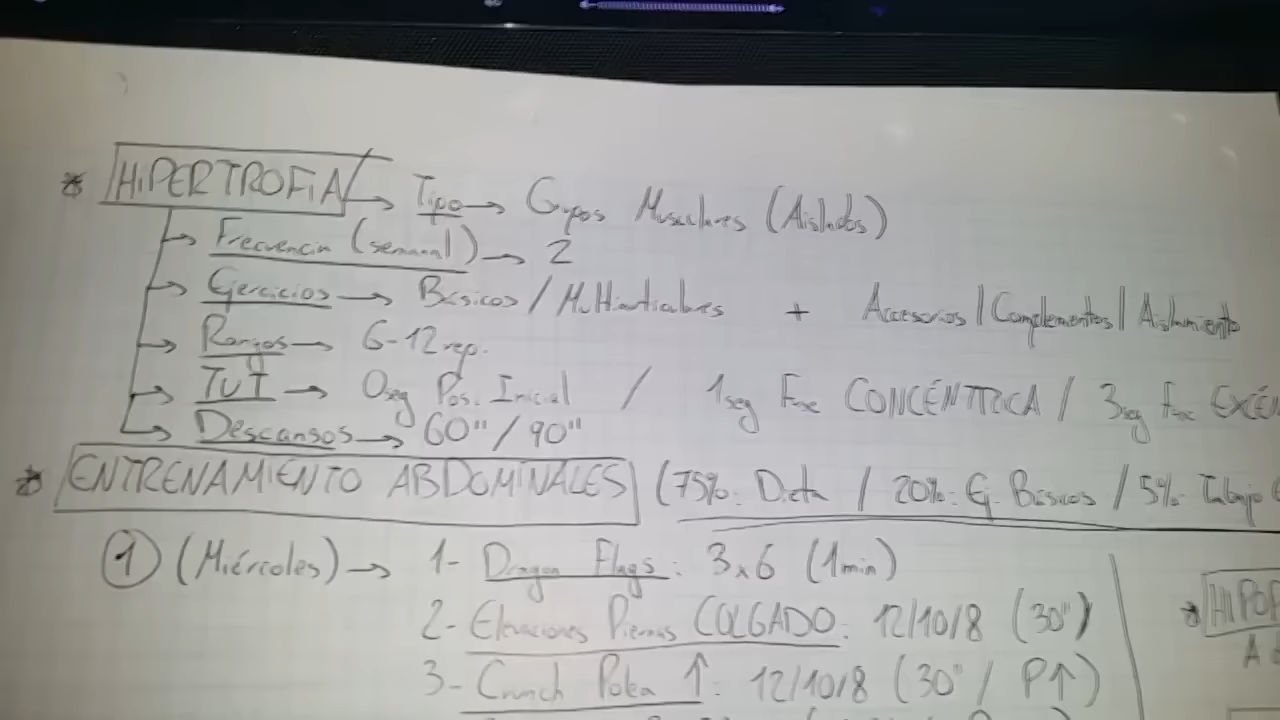 * HiPERTROFiA → Tipo → Grupos Musculares (Aislados)
→ Frecuencia (semanal) → 2
→ Ejercicios → Básicos / Multiarticulares + Accesorios / Complementos / Aislamiento
→ Rangos → 6-12 rep.
→ TUT → 0seg Pos. Inicial / 1seg Fase CONCÉNTRICA / 3seg Fase EXCÉN
→ Descansos → 60" / 90"
* ENTRENAMIENTO ABDOMINALES (75%: Dieta / 20%: Ej. Básicos / 5%: Trabajo
1 (Miércoles) → 1- Dragon Flags: 3x6 (1min)
2- Elevaciones Piernas COLGADO: 12/10/8 (30")
* HIPO
A
3- Crunch Polea ↑: 12/10/8 (30" / P↑)